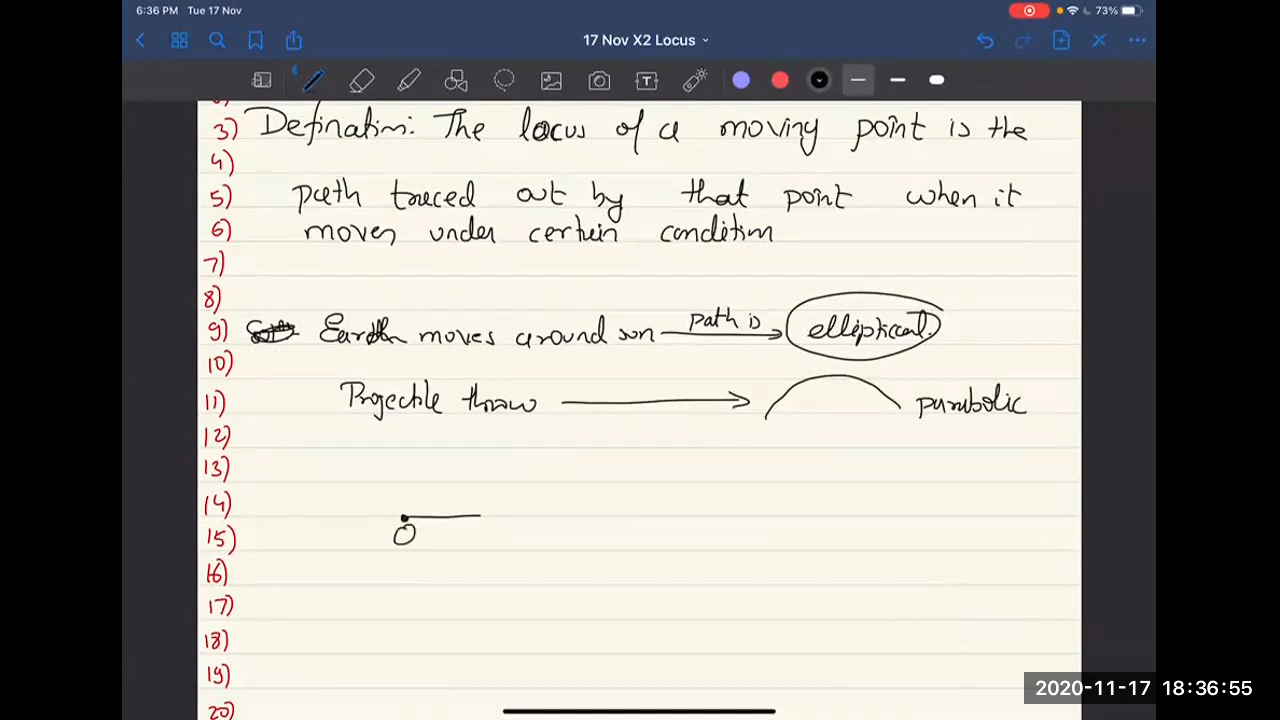 6:36 PM Tue 17 Nov
73%
17 Nov X2 Locus
3) Defination: The locus of a moving point is the
4)
5) path traced out by that point when it
6) moves under certain condition
7)
8)
9) Earth moves around sun path is elliptical.
10)
11) Projectile throw parabolic
12)
13)
14)
15) O
16)
17)
18)
19)
20)
2020-11-17 18:36:55